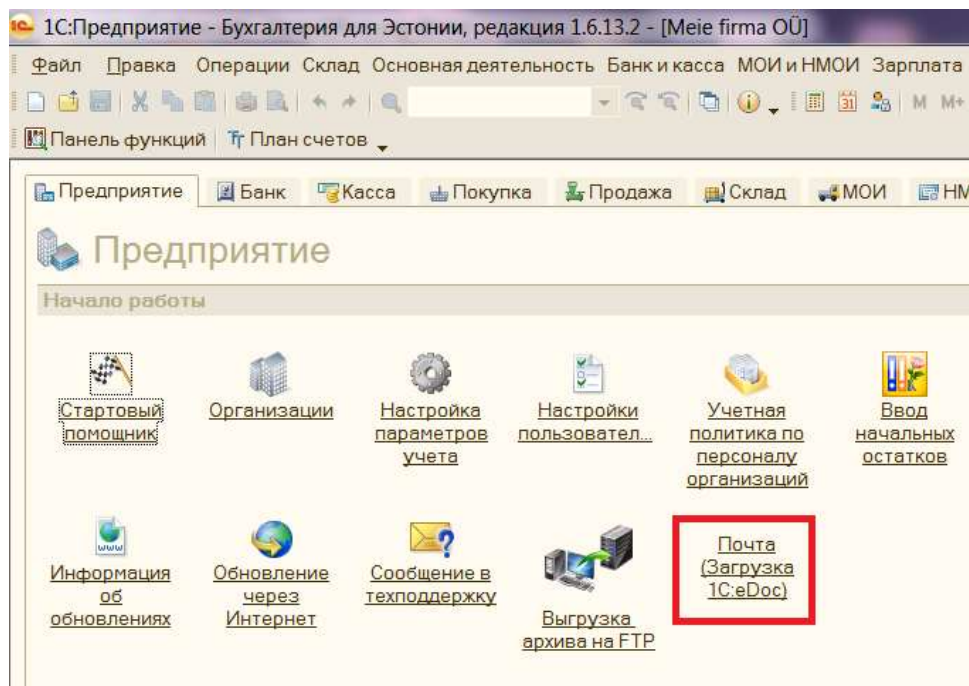 1С:Предприятие - Бухгалтерия для Эстонии, редакция 1.6.13.2 - [Meie firma OÜ]
Файл Правка Операции Склад Основная деятельность Банк и касса МОИ и НМОИ Зарплата
M M+
Панель функций Тт План счетов
Предприятие Банк Касса Покупка Продажа Склад МОИ НМ
Предприятие
Начало работы
Стартовый помощник
Организации
Настройка параметров учета
Настройки пользовател...
Учетная политика по персоналу организаций
Ввод начальных остатков
www
Информация об обновлениях
Обновление через Интернет
Сообщение в техподдержку
Выгрузка архива на FTP
Почта (Загрузка 1C:eDoc)